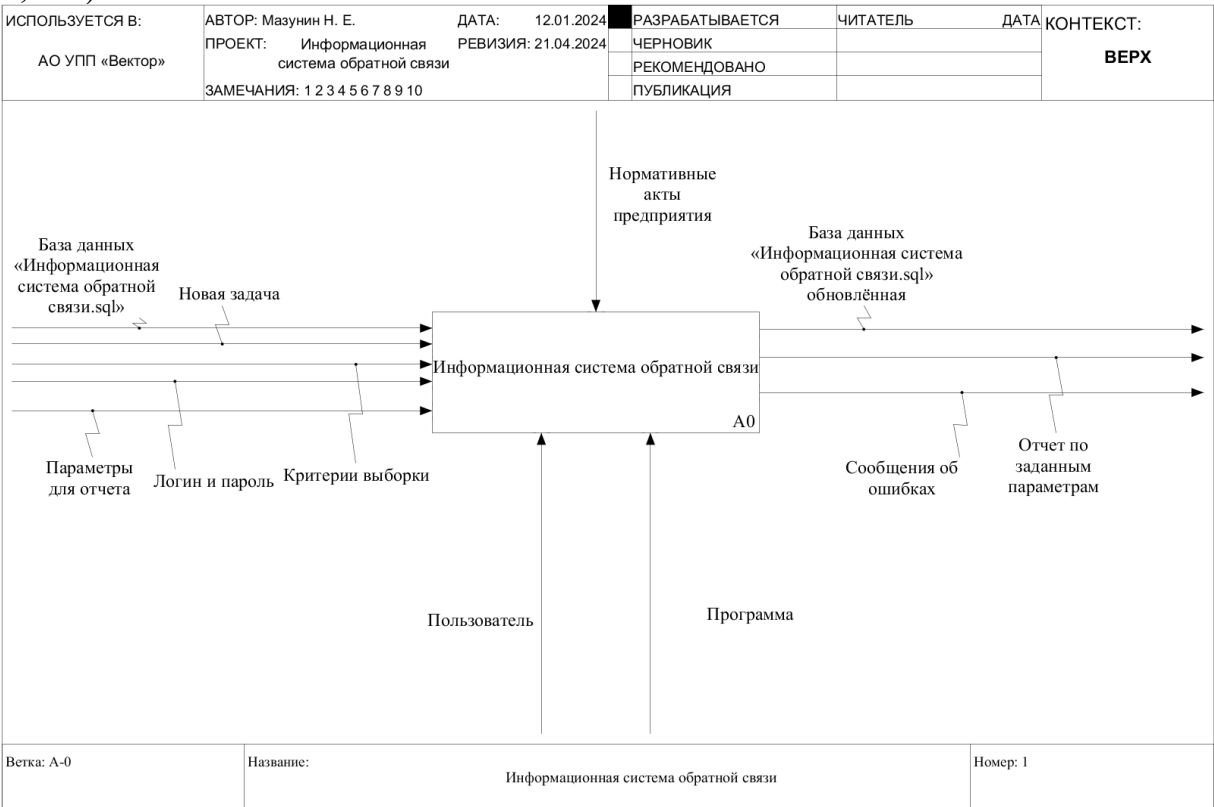 ИСПОЛЬЗУЕТСЯ В:
АО УПП «Вектор»
АВТОР: Мазунин Н. Е.
ДАТА: 12.01.2024
ПРОЕКТ: Информационная
система обратной связи
РЕВИЗИЯ: 21.04.2024
ЗАМЕЧАНИЯ: 1 2 3 4 5 6 7 8 9 10
РАЗРАБАТЫВАЕТСЯ
ЧЕРНОВИК
РЕКОМЕНДОВАНО
ПУБЛИКАЦИЯ
ЧИТАТЕЛЬ
ДАТА
КОНТЕКСТ:
ВЕРХ
Нормативные
акты
предприятия
База данных
«Информационная
система обратной
связи.sql»
Новая задача
База данных
«Информационная система
обратной связи.sql»
обновлённая
Информационная система обратной связи
A0
Параметры
для отчета
Логин и пароль
Критерии выборки
Сообщения об
ошибках
Отчет по
заданным
параметрам
Пользователь
Программа
Ветка: А-0
Название:
Информационная система обратной связи
Номер: 1